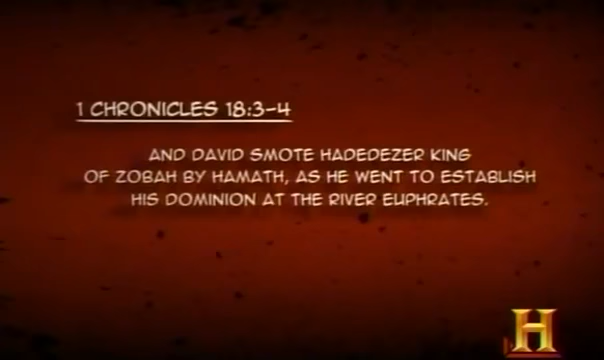 1 CHRONICLES 18:3-4
AND DAVID SMOTE HADEDEZER KING
OF ZOBAH BY HAMATH, AS HE WENT TO ESTABLISH
HIS DOMINION AT THE RIVER EUPHRATES.
H